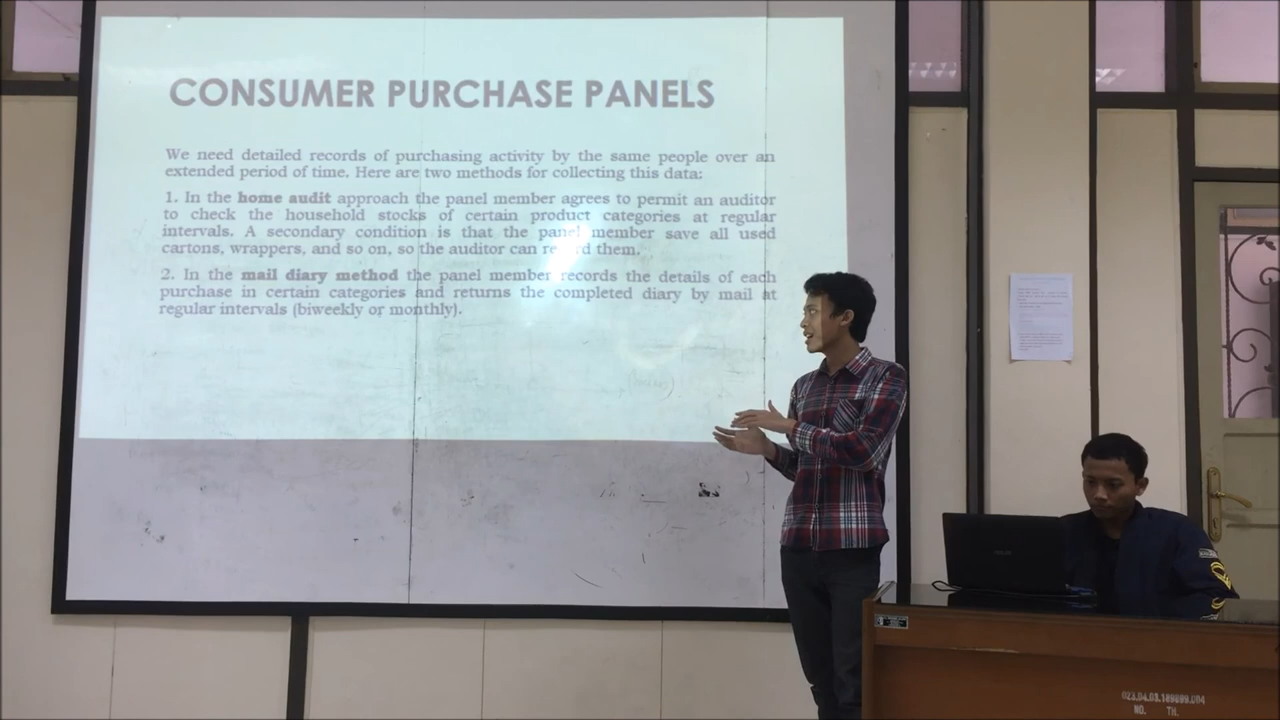 CONSUMER PURCHASE PANELS
We need detailed records of purchasing activity by the same people over an
extended period of time. Here are two methods for collecting this data:
1. In the home audit approach the panel member agrees to permit an auditor
to check the household stocks of certain product categories at regular
intervals. A secondary condition is that the panel member save all used
cartons, wrappers, and so on, so the auditor can record them.
2. In the mail diary method the panel member records the details of each
purchase in certain categories and returns the completed diary by mail at
regular intervals (biweekly or monthly).
NO. TH.